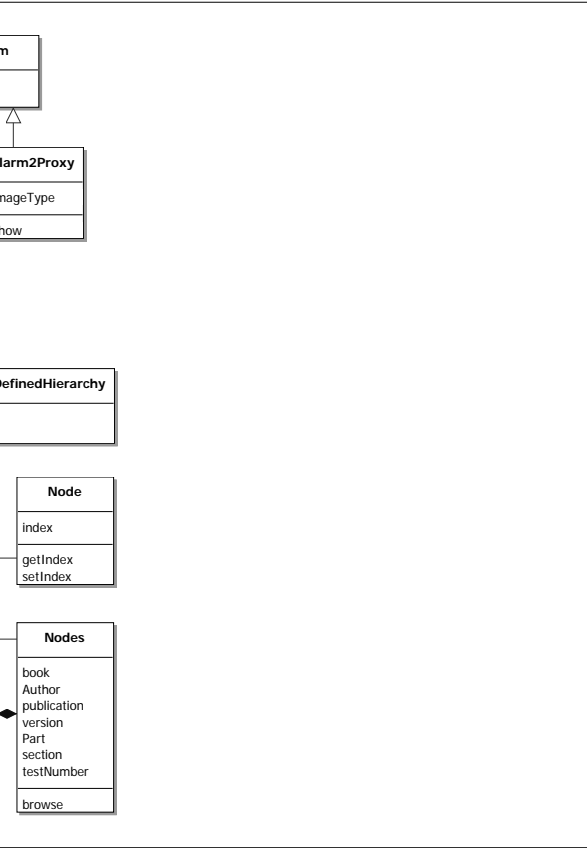 m
larm2Proxy
mageType
how
DefinedHierarchy
Node
index
getIndex
setIndex
Nodes
book
Author
publication
version
Part
section
testNumber
browse